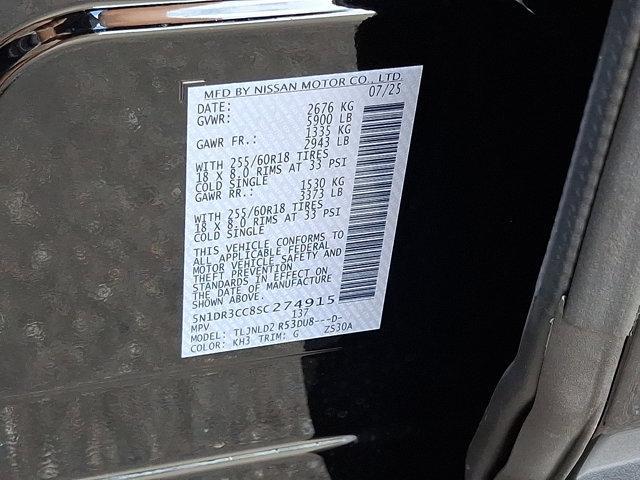 MFD BY NISSAN MOTOR CO., LTD.
DATE: 07/25
GVWR: 2676 KG
5900 LB
GAWR FR.: 1335 KG
2943 LB
WITH 255/60R18 TIRES
18 X 8.0 RIMS AT 33 PSI
COLD SINGLE
GAWR RR.: 1530 KG
3373 LB
WITH 255/60R18 TIRES
18 X 8.0 RIMS AT 33 PSI
COLD SINGLE
THIS VEHICLE CONFORMS TO
ALL APPLICABLE FEDERAL
MOTOR VEHICLE SAFETY AND
THEFT PREVENTION
STANDARDS IN EFFECT ON
THE DATE OF MANUFACTURE
SHOWN ABOVE.
5N1DR3CC8SC274915
MPV 137
MODEL: TLJNLDZ R53DU8---D-
COLOR: KH3 TRIM: G ZS30A